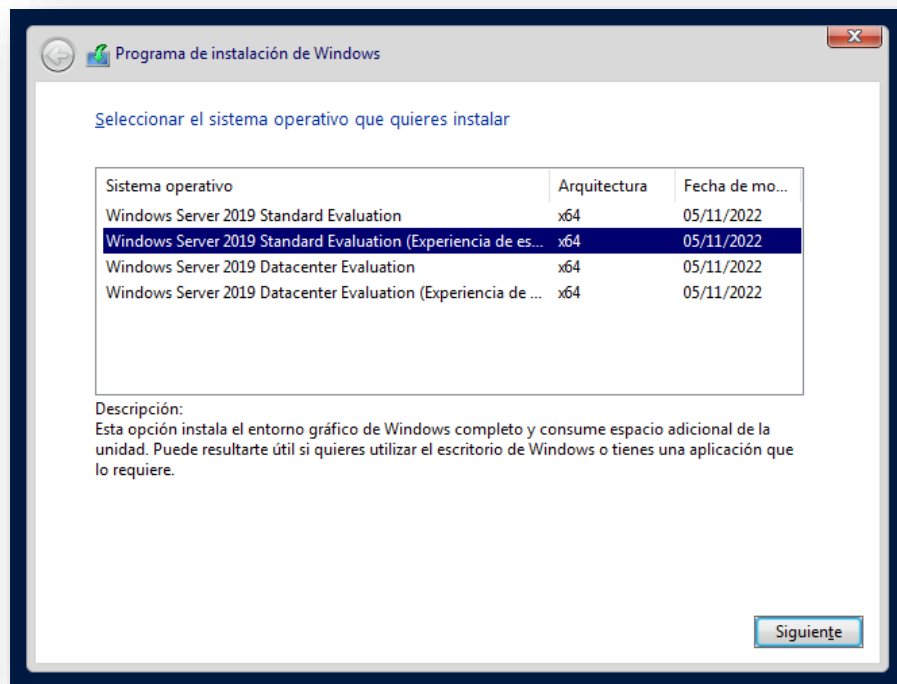 Programa de instalación de Windows
Seleccionar el sistema operativo que quieres instalar
Sistema operativo Arquitectura Fecha de mo...
Windows Server 2019 Standard Evaluation x64 05/11/2022
Windows Server 2019 Standard Evaluation (Experiencia de es... x64 05/11/2022
Windows Server 2019 Datacenter Evaluation x64 05/11/2022
Windows Server 2019 Datacenter Evaluation (Experiencia de ... x64 05/11/2022
Descripción:
Esta opción instala el entorno gráfico de Windows completo y consume espacio adicional de la
unidad. Puede resultarte útil si quieres utilizar el escritorio de Windows o tienes una aplicación que
lo requiere.
Siguiente